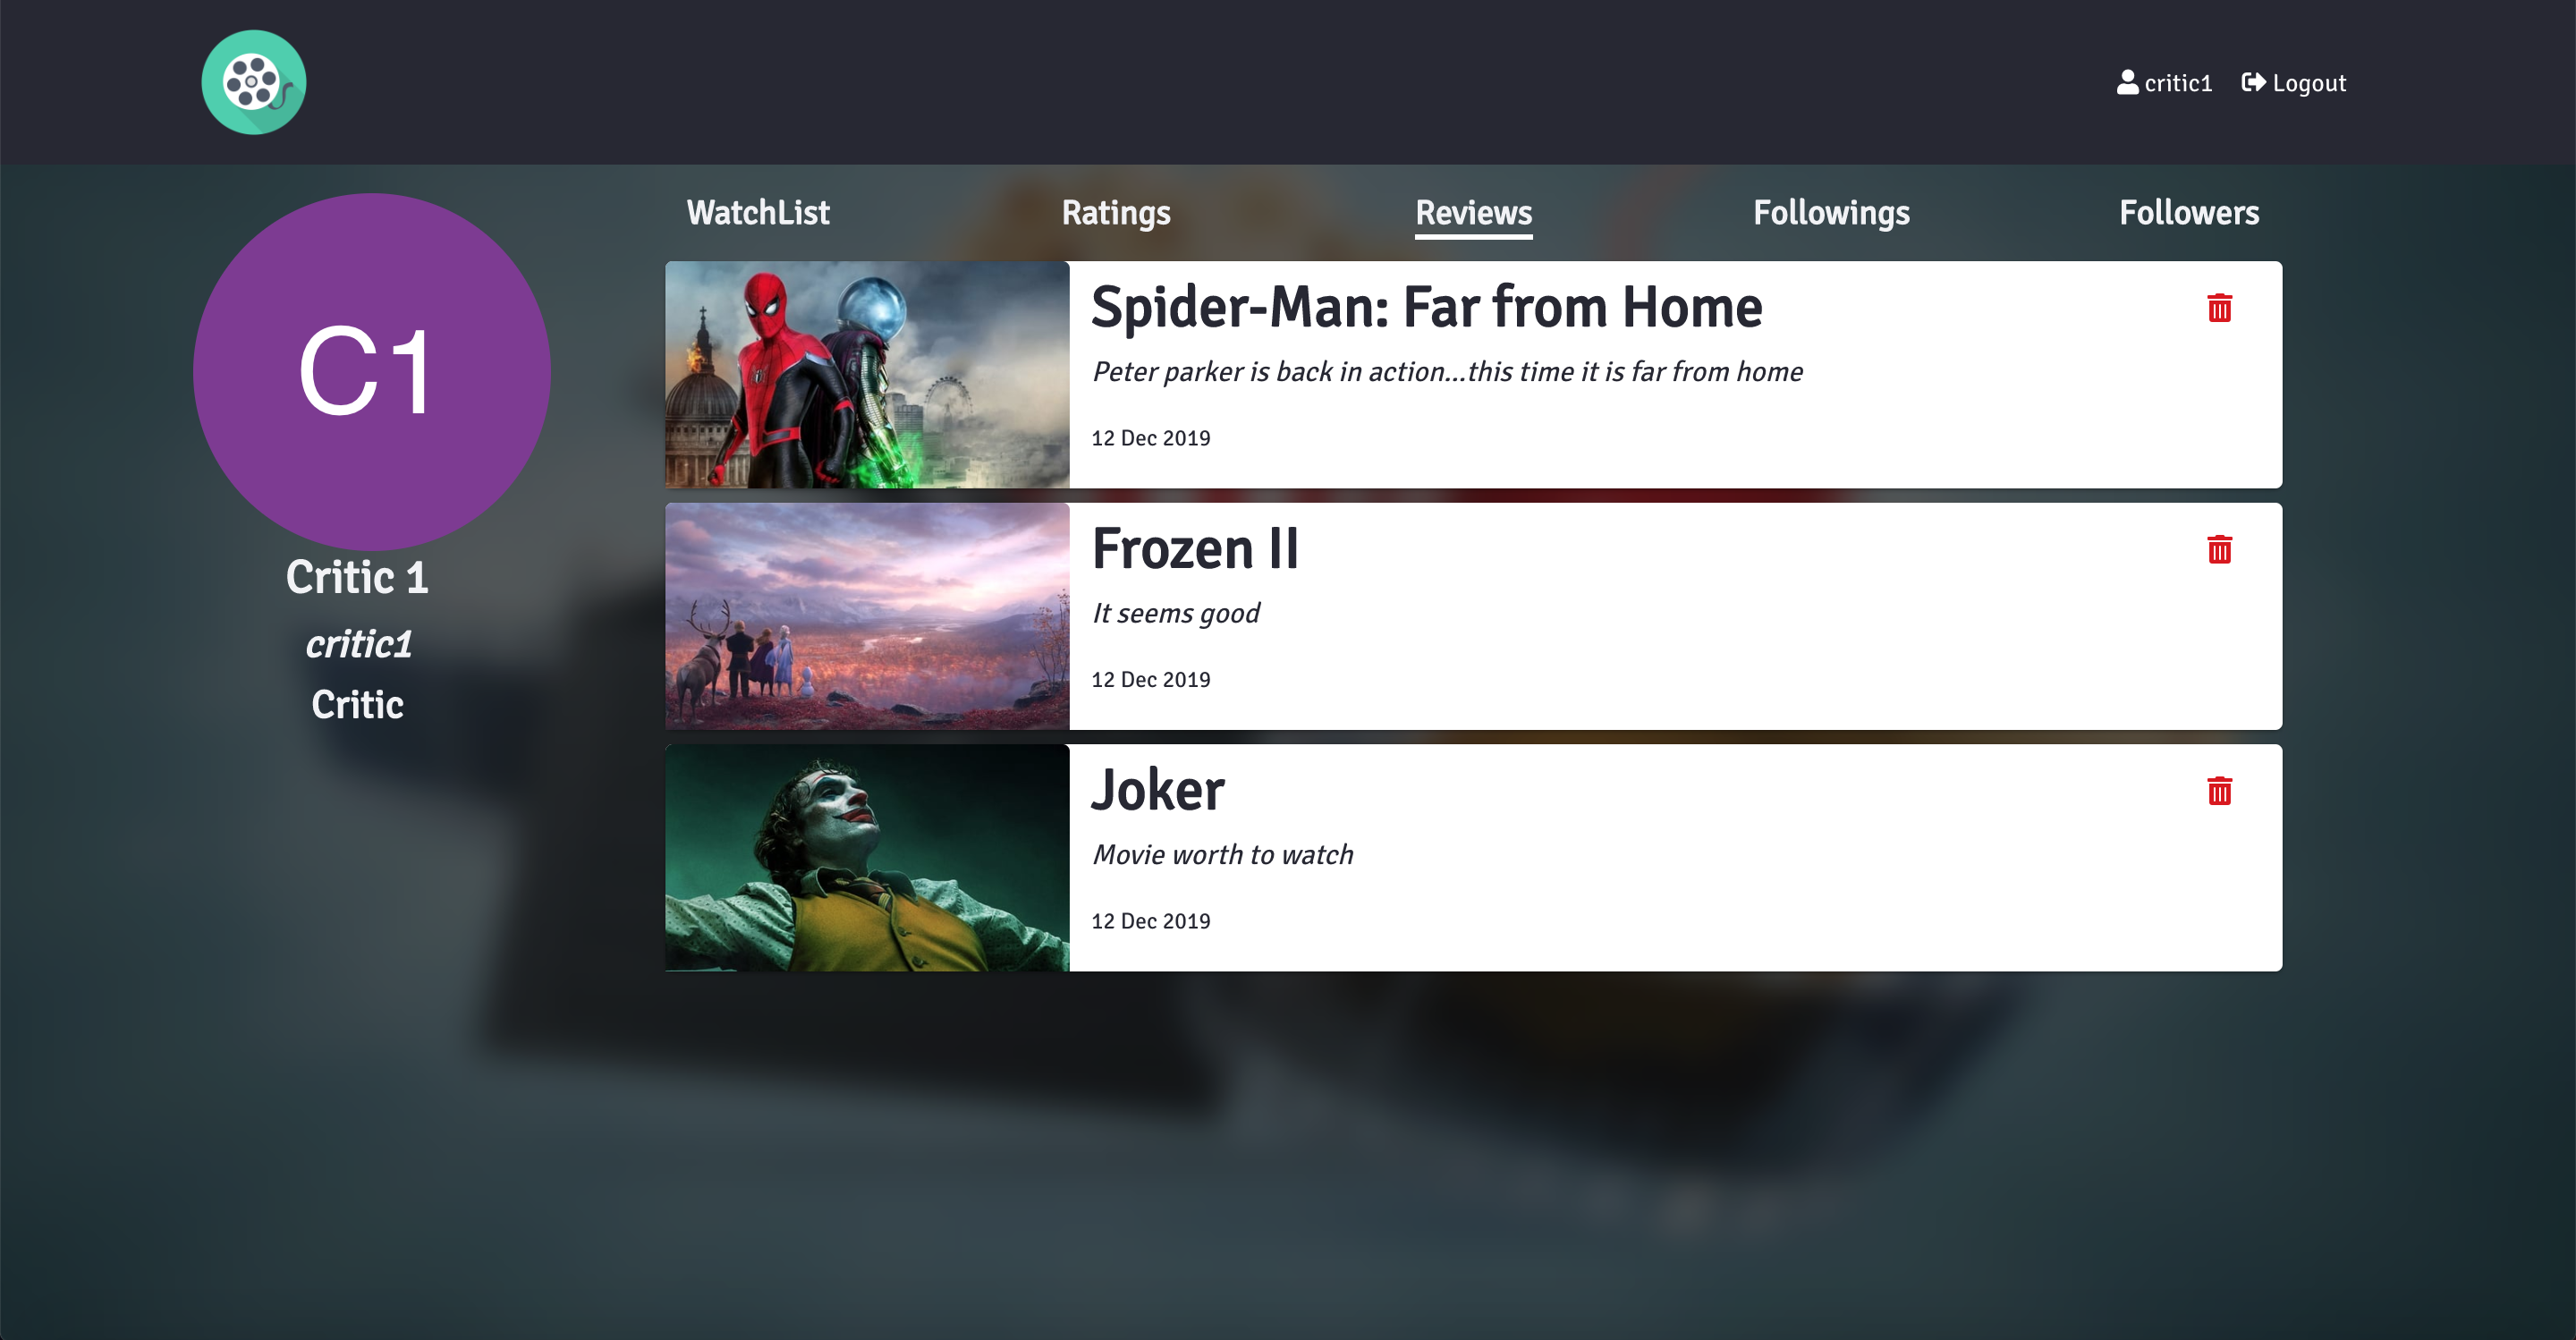 critic1 Logout
WatchList Ratings Reviews Followings Followers
C1
Critic 1
critic1
Critic
Spider-Man: Far from Home
Peter parker is back in action...this time it is far from home
12 Dec 2019
Frozen II
It seems good
12 Dec 2019
Joker
Movie worth to watch
12 Dec 2019